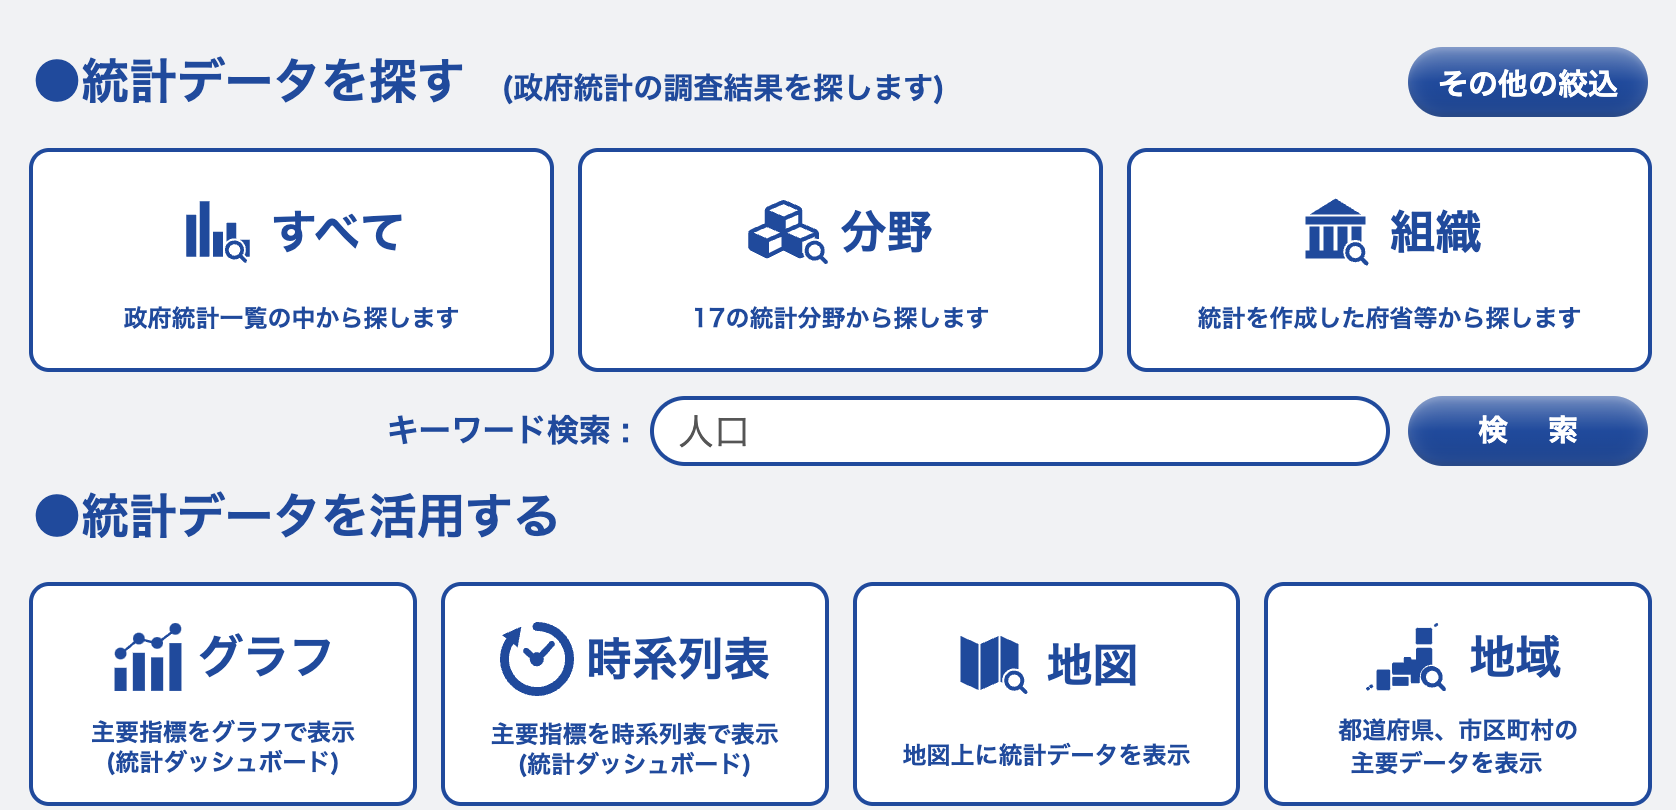 ●統計データを探す (政府統計の調査結果を探します)
その他の絞込
すべて
政府統計一覧の中から探します
分野
17の統計分野から探します
組織
統計を作成した府省等から探します
キーワード検索：
人口
検 索
●統計データを活用する
グラフ
主要指標をグラフで表示
(統計ダッシュボード)
時系列表
主要指標を時系列表で表示
(統計ダッシュボード)
地図
地図上に統計データを表示
地域
都道府県、市区町村の
主要データを表示